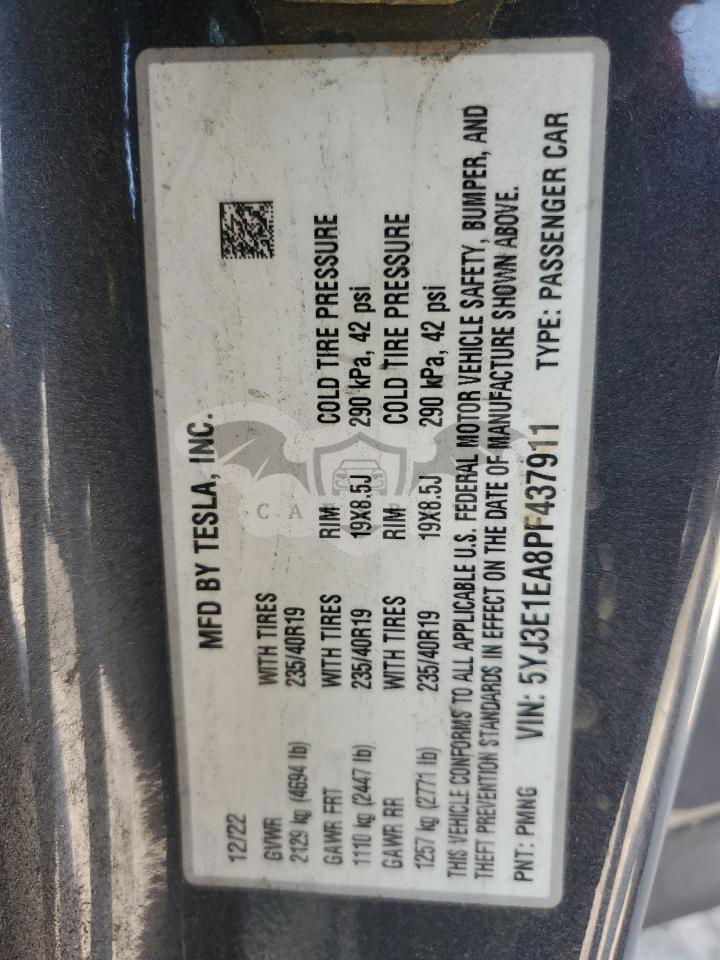 MFD BY TESLA, INC.
12/22
GVWR WITH TIRES
2129 kg (4694 lb) 235/40R19
GAWR FRT WITH TIRES RIM COLD TIRE PRESSURE
1110 kg (2447 lb) 235/40R19 19X8.5J 290 kPa, 42 psi
GAWR RR WITH TIRES RIM COLD TIRE PRESSURE
1257 kg (2771 lb) 235/40R19 19X8.5J 290 kPa, 42 psi
THIS VEHICLE CONFORMS TO ALL APPLICABLE U.S. FEDERAL MOTOR VEHICLE SAFETY, BUMPER, AND
THEFT PREVENTION STANDARDS IN EFFECT ON THE DATE OF MANUFACTURE SHOWN ABOVE.
PNT: PMNG VIN: 5YJ3E1EA8PF437911 TYPE: PASSENGER CAR